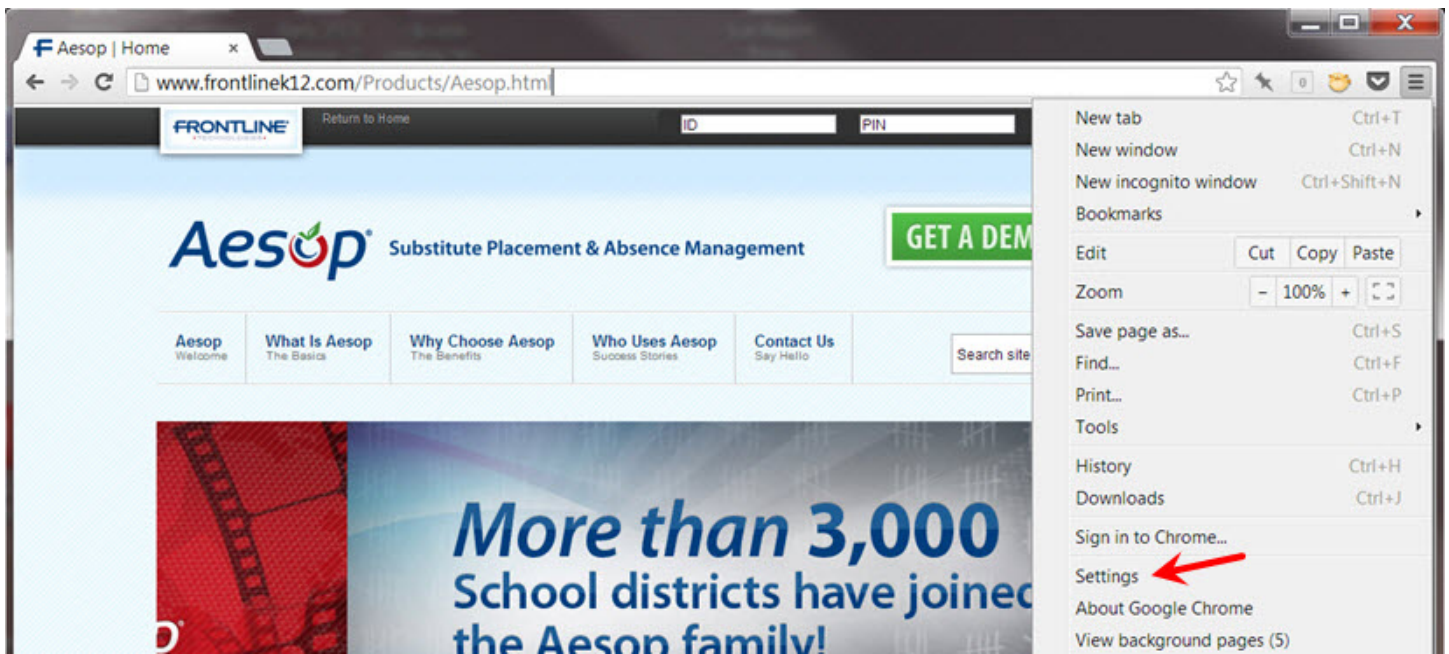 Aesop | Home
www.frontlinek12.com/Products/Aesop.html
0
FRONTLINE
Return to Home
ID
PIN
Aesop® Substitute Placement & Absence Management
GET A DEM
Aesop
Welcome
What Is Aesop
The Basics
Why Choose Aesop
The Benefits
Who Uses Aesop
Success Stories
Contact Us
Say Hello
Search site
More than 3,000
School districts have joined
the Aesop family!
New tab Ctrl+T
New window Ctrl+N
New incognito window Ctrl+Shift+N
Bookmarks
Edit Cut Copy Paste
Zoom - 100% +
Save page as... Ctrl+S
Find... Ctrl+F
Print... Ctrl+P
Tools
History Ctrl+H
Downloads Ctrl+J
Sign in to Chrome...
Settings
About Google Chrome
View background pages (5)